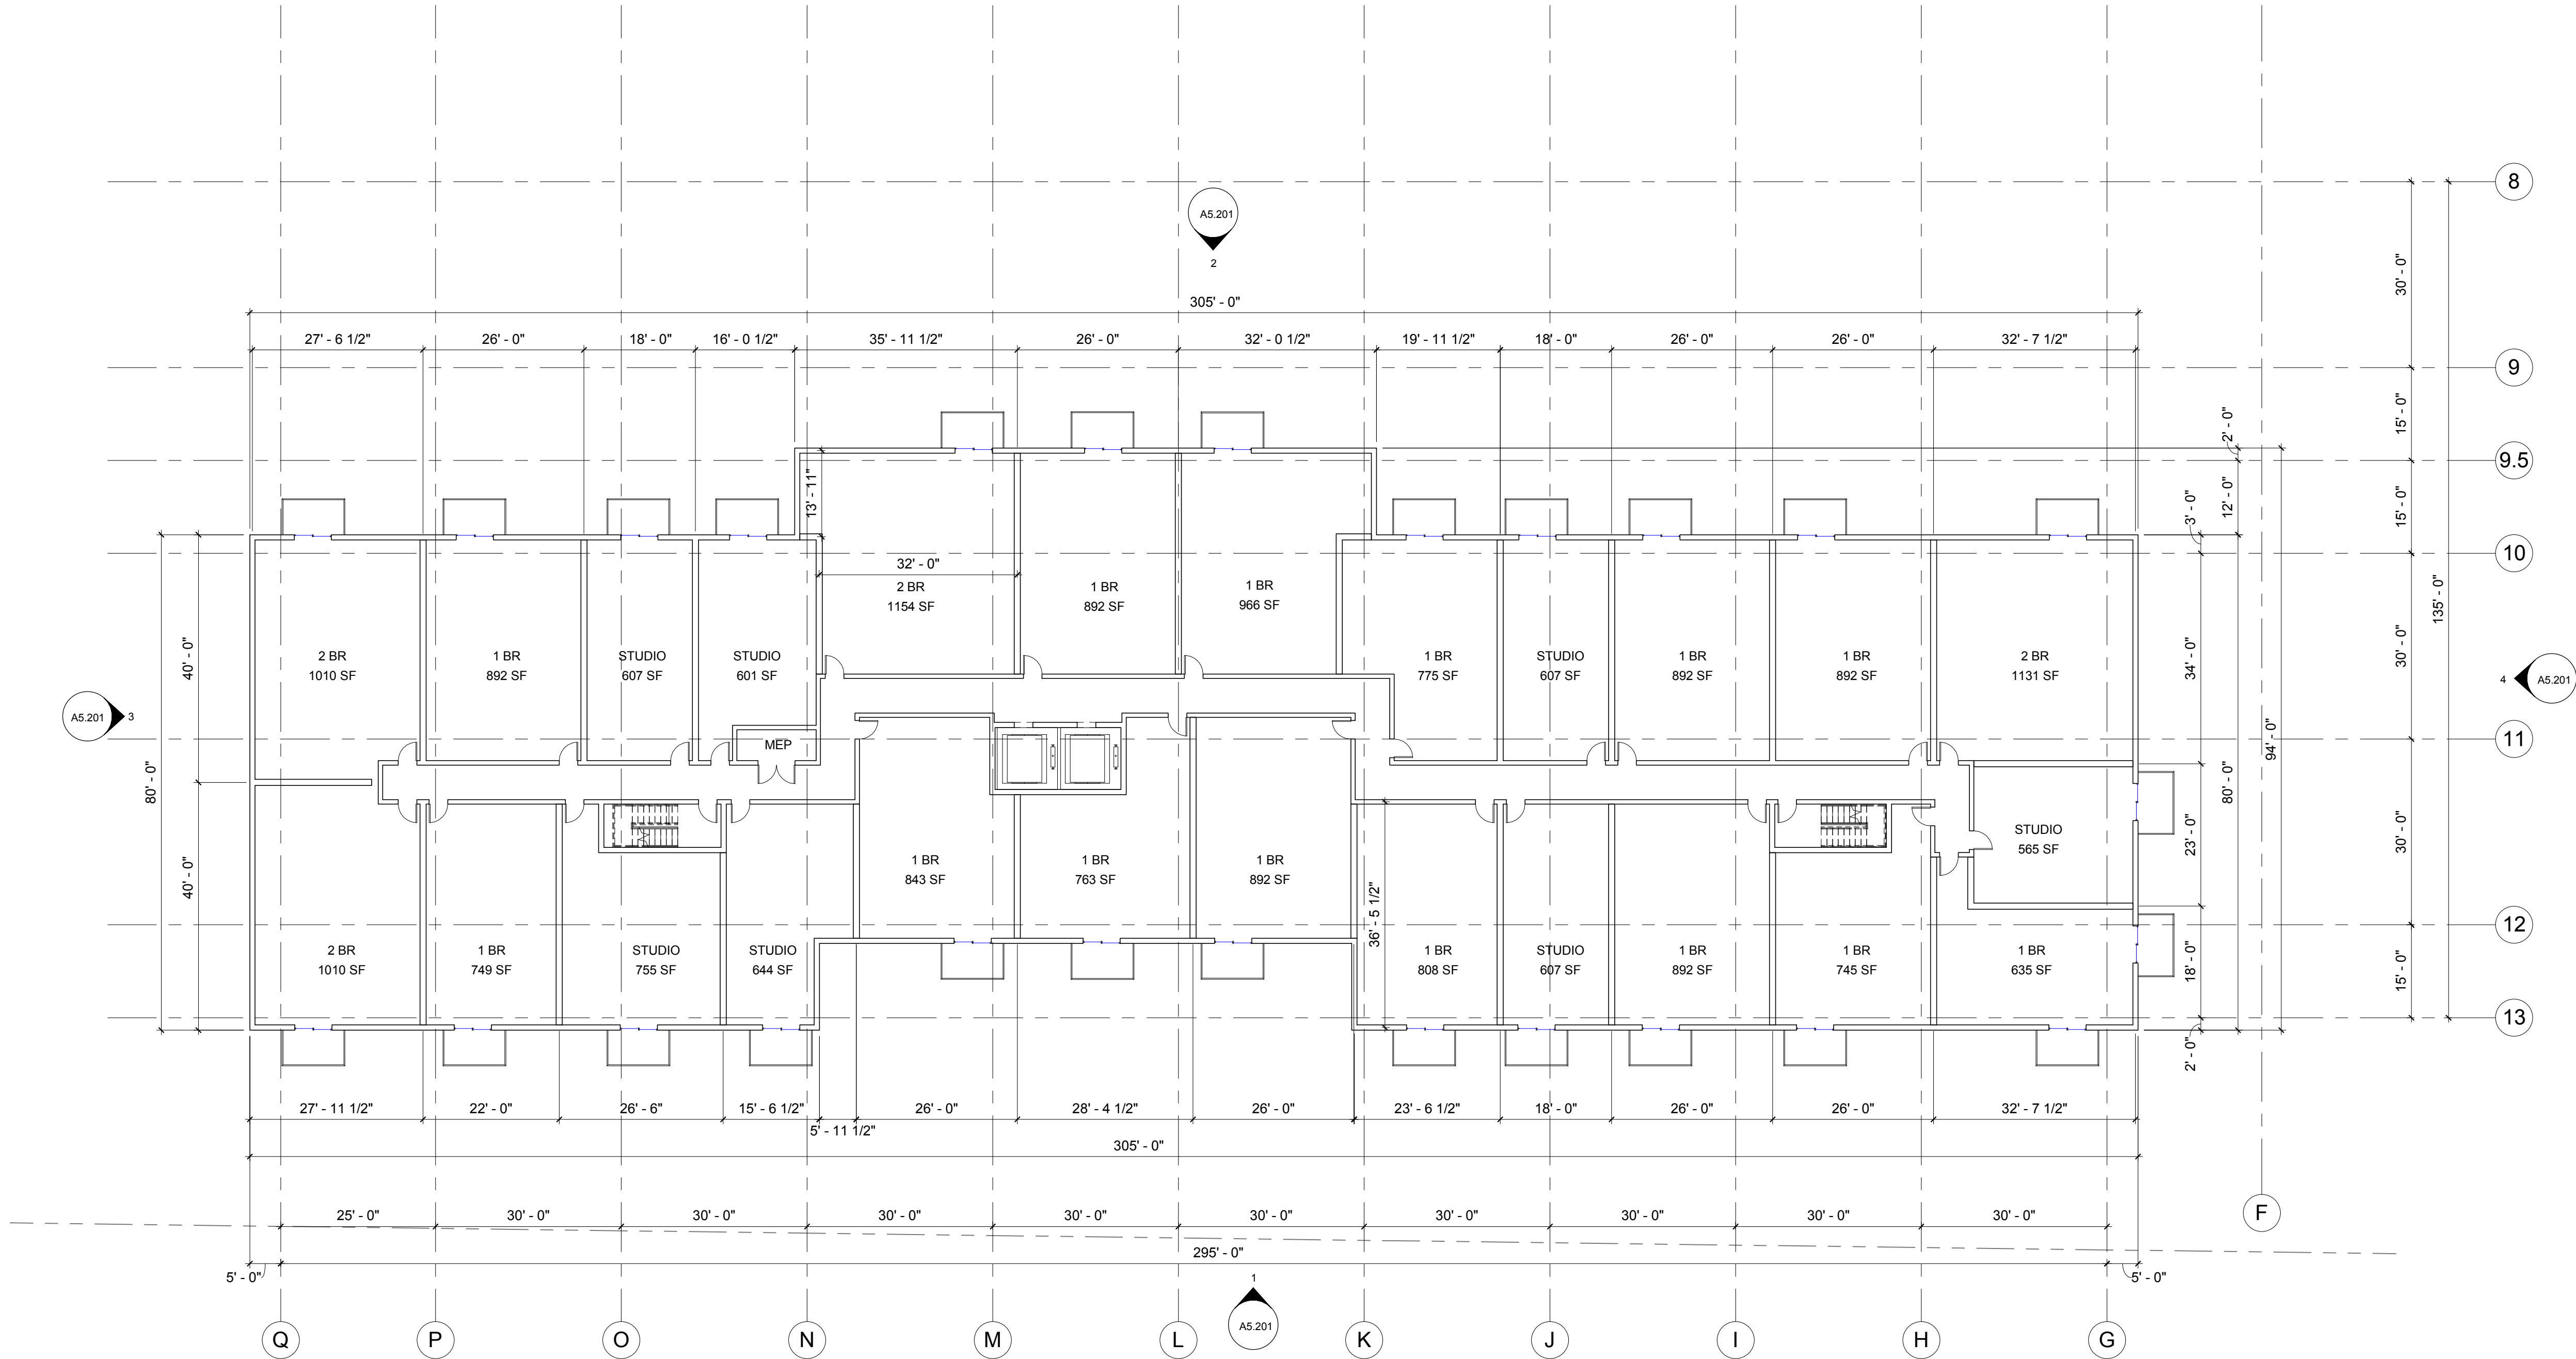 8
A5.201
2
30' - 0"
305' - 0"
27' - 6 1/2"
26' - 0"
18' - 0"
16' - 0 1/2"
35' - 11 1/2"
26' - 0"
32' - 0 1/2"
19' - 11 1/2"
18' - 0"
26' - 0"
26' - 0"
32' - 7 1/2"
9
15' - 0"
2' - 0"
9.5
13' - 11"
12' - 0"
3' - 0"
15' - 0"
10
32' - 0"
2 BR
1154 SF
1 BR
892 SF
1 BR
966 SF
135' - 0"
94' - 0"
40' - 0"
2 BR
1010 SF
1 BR
892 SF
STUDIO
607 SF
STUDIO
601 SF
1 BR
775 SF
STUDIO
607 SF
1 BR
892 SF
1 BR
892 SF
2 BR
1131 SF
34' - 0"
30' - 0"
4
A5.201
A5.201
3
MEP
11
80' - 0"
80' - 0"
STUDIO
565 SF
23' - 0"
30' - 0"
40' - 0"
1 BR
843 SF
1 BR
763 SF
1 BR
892 SF
36' - 5 1/2"
12
2 BR
1010 SF
1 BR
749 SF
STUDIO
755 SF
STUDIO
644 SF
1 BR
808 SF
STUDIO
607 SF
1 BR
892 SF
1 BR
745 SF
1 BR
635 SF
18' - 0"
15' - 0"
13
2' - 0"
27' - 11 1/2"
22' - 0"
26' - 6"
15' - 6 1/2"
5' - 11 1/2"
26' - 0"
28' - 4 1/2"
26' - 0"
23' - 6 1/2"
18' - 0"
26' - 0"
26' - 0"
32' - 7 1/2"
305' - 0"
25' - 0"
30' - 0"
30' - 0"
30' - 0"
30' - 0"
30' - 0"
30' - 0"
30' - 0"
30' - 0"
30' - 0"
F
295' - 0"
5' - 0"
5' - 0"
1
A5.201
Q
P
O
N
M
L
K
J
I
H
G